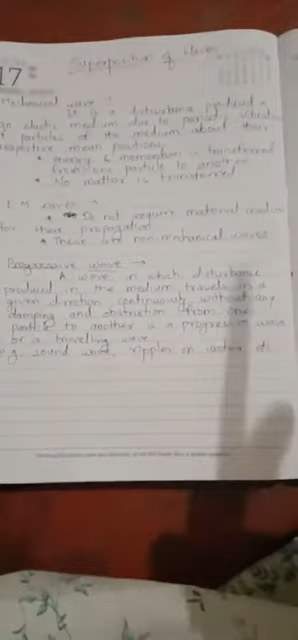 17
Superposition of Waves
Mechanical wave
It is a disturbance produced in
an elastic medium due to periodic vibration
of particles of the medium about their
respective mean positions.
* energy & momentum is transferred
from one particle to another
* No matter is transferred
E.M waves
* Do not require material medium
for their propagation
* These are non-mechanical waves.
Progressive wave →
A wave, in which disturbance
produced in the medium travels in a
given direction continuously without any
damping and obstruction from one
particle to another is a progressive wave
or a travelling wave
e.g. sound wave, ripples on water etc